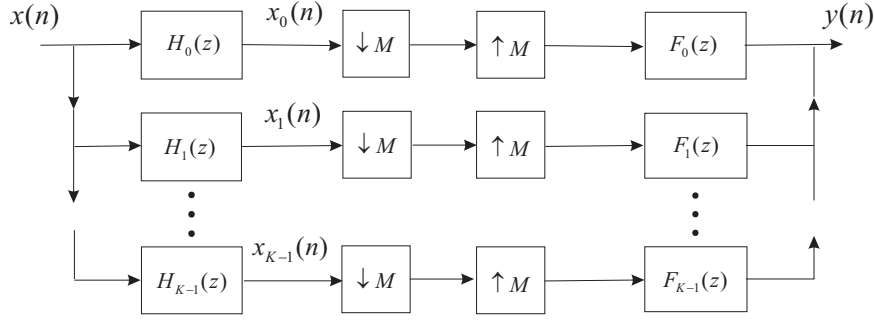 x(n) H₀(z) x₀(n) ↓M ↑M F₀(z) y(n)
H₁(z) x₁(n) ↓M ↑M F₁(z)
H_{K−1}(z) x_{K−1}(n) ↓M ↑M F_{K−1}(z)